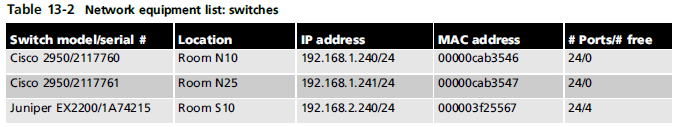 Table 13-2 Network equipment list: switches
Switch model/serial # Location IP address MAC address # Ports/# free
Cisco 2950/2117760 Room N10 192.168.1.240/24 00000cab3546 24/0
Cisco 2950/2117761 Room N25 192.168.1.241/24 00000cab3547 24/0
Juniper EX2200/1A74215 Room S10 192.168.2.240/24 000003f25567 24/4